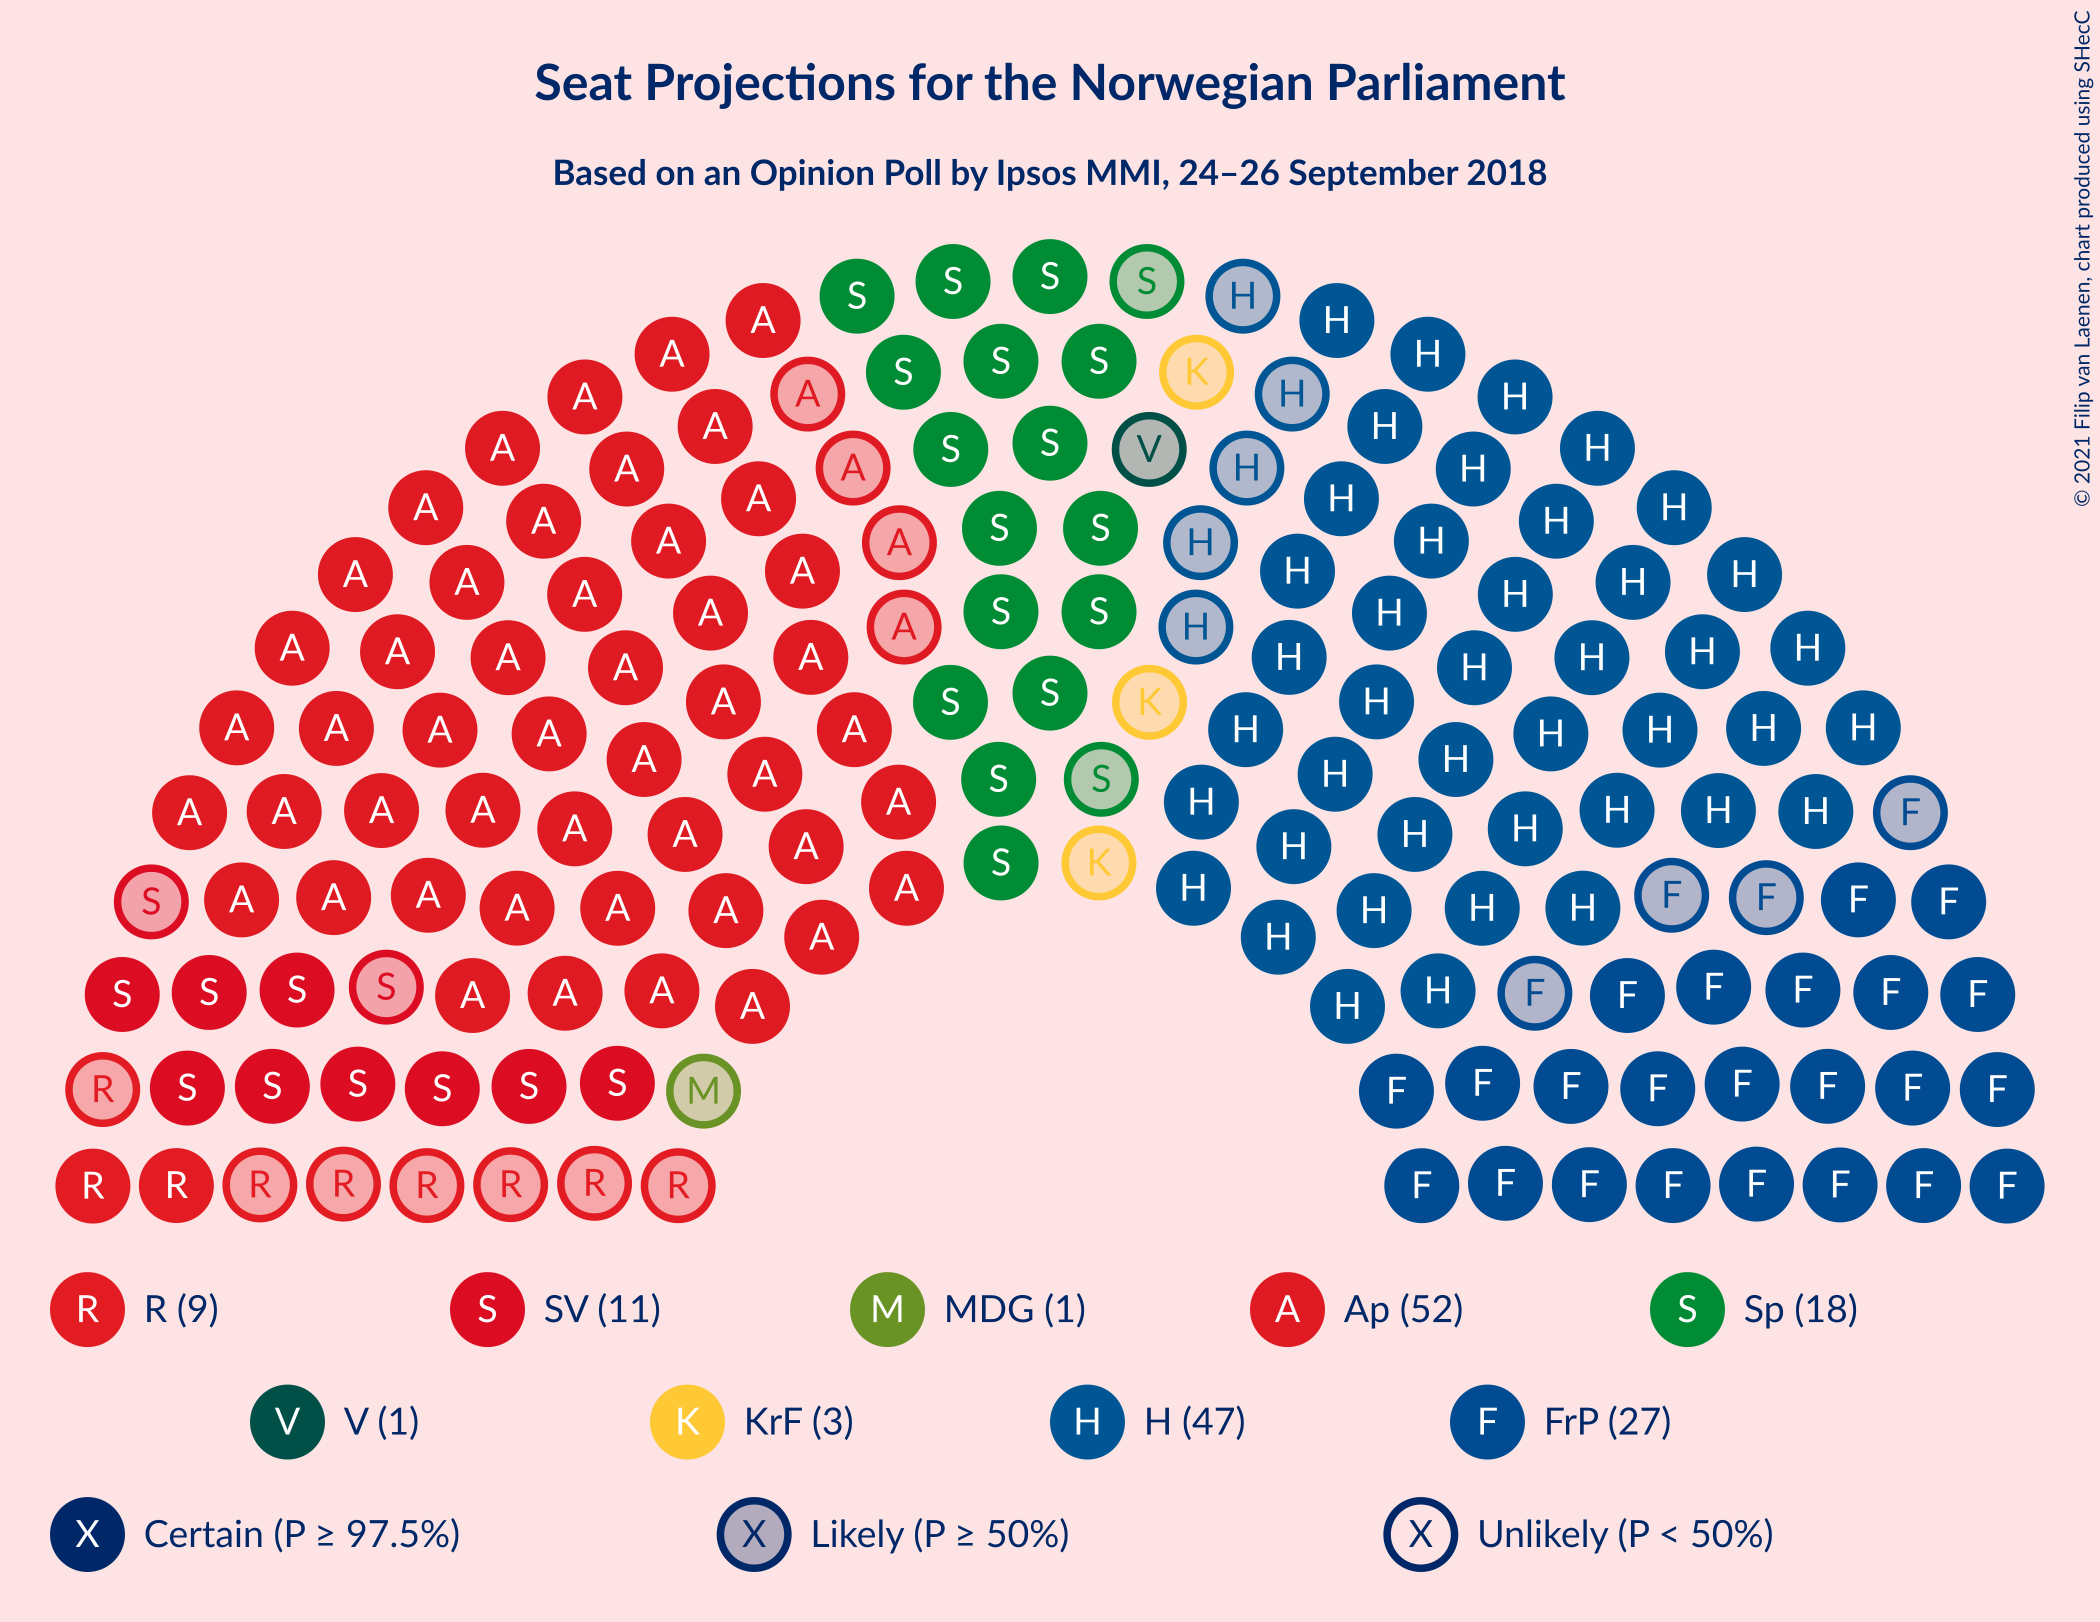 Seat Projections for the Norwegian Parliament
Based on an Opinion Poll by Ipsos MMI, 24–26 September 2018
© 2021 Filip van Laenen, chart produced using SHecC
S S S S H
A H
A H
S S S K
A A H H
A H
A S S V H
A A H H
A A H H
A S S H
A A H H
A A A H H H
A A S S H H
A H
A A A A A H H H H H
A S S K H
A A A A A H H H H H
A A S S H H
A A A A A H H H H F
A A A H H H
S K
S A A A A A A A H H H H F F F F
A H
S S S S A A A A H H F F F F F F
R S S S S S S M F F F F F F F F
R R R R R R R R F F F F F F F F
R R (9) S SV (11) M MDG (1) A Ap (52) S Sp (18)
V V (1) K KrF (3) H H (47) F FrP (27)
X Certain (P ≥ 97.5%) X Likely (P ≥ 50%) X Unlikely (P < 50%)